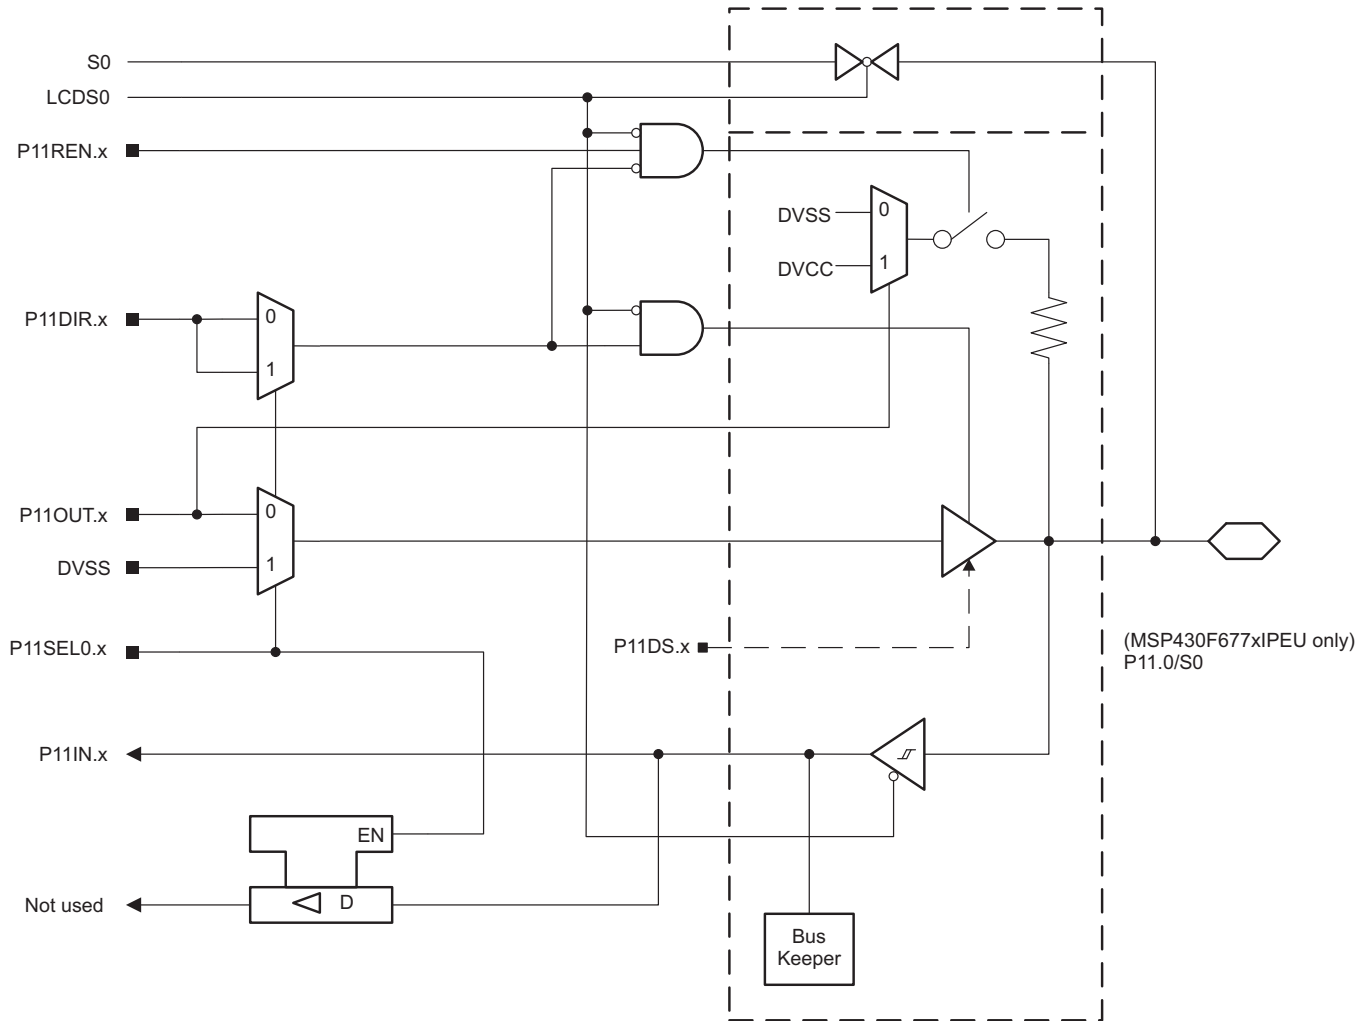 S0
LCDS0
P11REN.x
DVSS
0
DVCC
1
P11DIR.x
0
1
P11OUT.x
0
DVSS
1
P11SEL0.x
P11DS.x
(MSP430F677xIPEU only)
P11.0/S0
P11IN.x
EN
Not used
D
Bus
Keeper